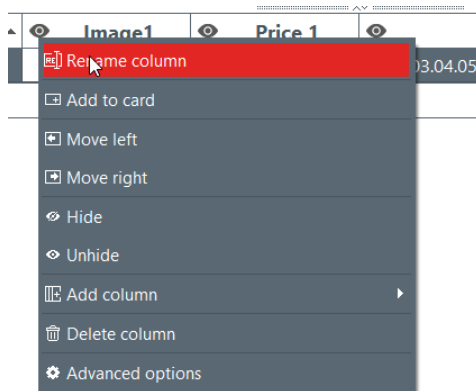 Image1 Price 1
Rename column
03.04.05
Add to card
Move left
Move right
Hide
Unhide
Add column
Delete column
Advanced options